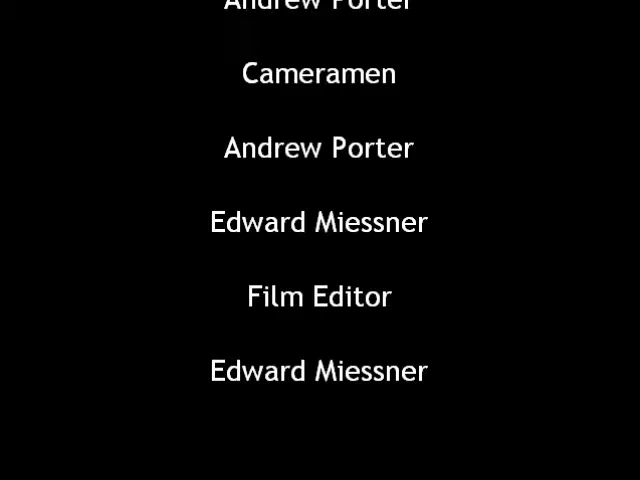 Andrew Porter
Cameramen
Andrew Porter
Edward Miessner
Film Editor
Edward Miessner